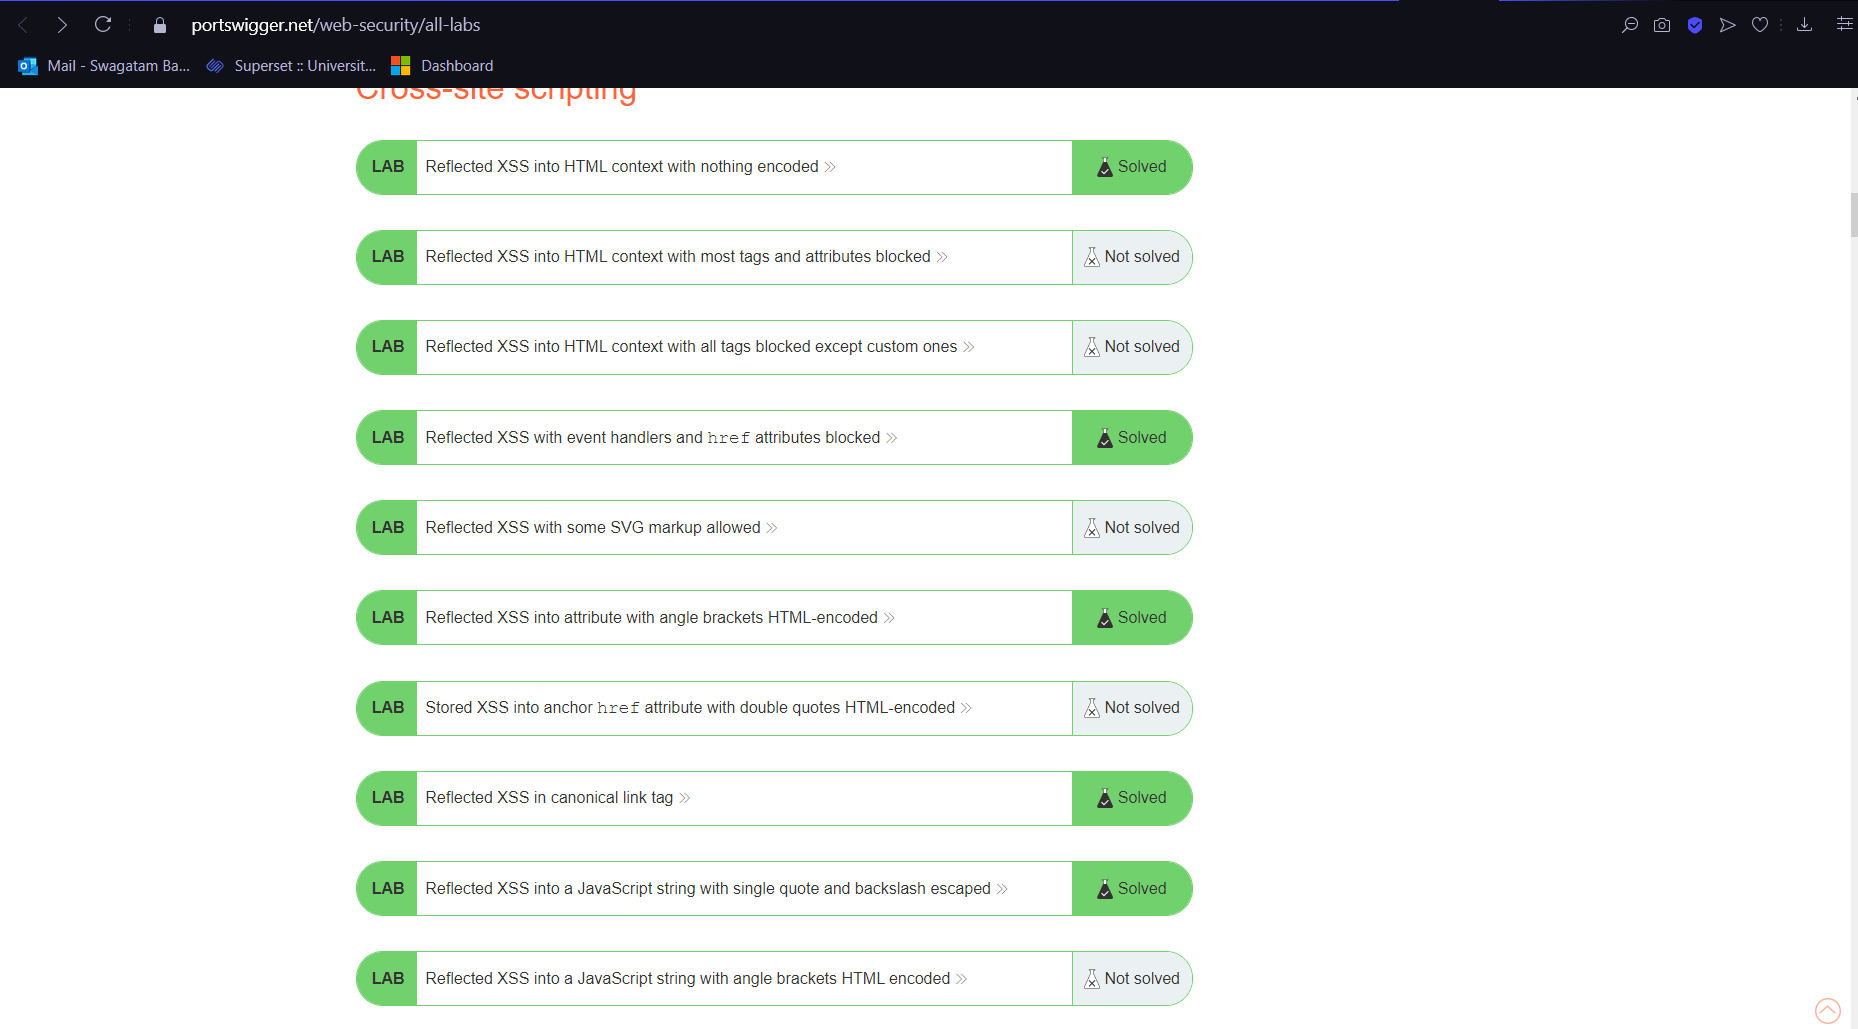 portswigger.net/web-security/all-labs
Mail - Swagatam Ba... Superset :: Universit... Dashboard
Cross-site scripting
LAB Reflected XSS into HTML context with nothing encoded Solved
LAB Reflected XSS into HTML context with most tags and attributes blocked Not solved
LAB Reflected XSS into HTML context with all tags blocked except custom ones Not solved
LAB Reflected XSS with event handlers and href attributes blocked Solved
LAB Reflected XSS with some SVG markup allowed Not solved
LAB Reflected XSS into attribute with angle brackets HTML-encoded Solved
LAB Stored XSS into anchor href attribute with double quotes HTML-encoded Not solved
LAB Reflected XSS in canonical link tag Solved
LAB Reflected XSS into a JavaScript string with single quote and backslash escaped Solved
LAB Reflected XSS into a JavaScript string with angle brackets HTML encoded Not solved